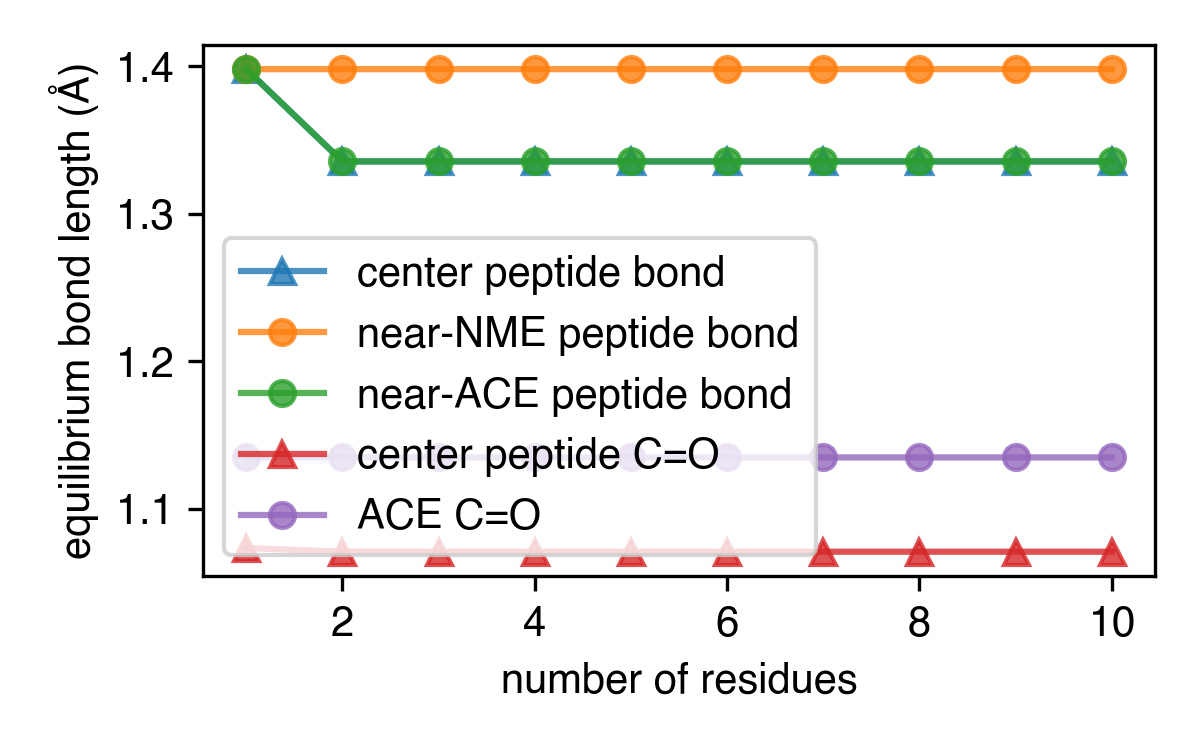 equilibrium bond length (Å)
1.4
1.3
1.2
1.1
center peptide bond
near-NME peptide bond
near-ACE peptide bond
center peptide C=O
ACE C=O
2 4 6 8 10
number of residues